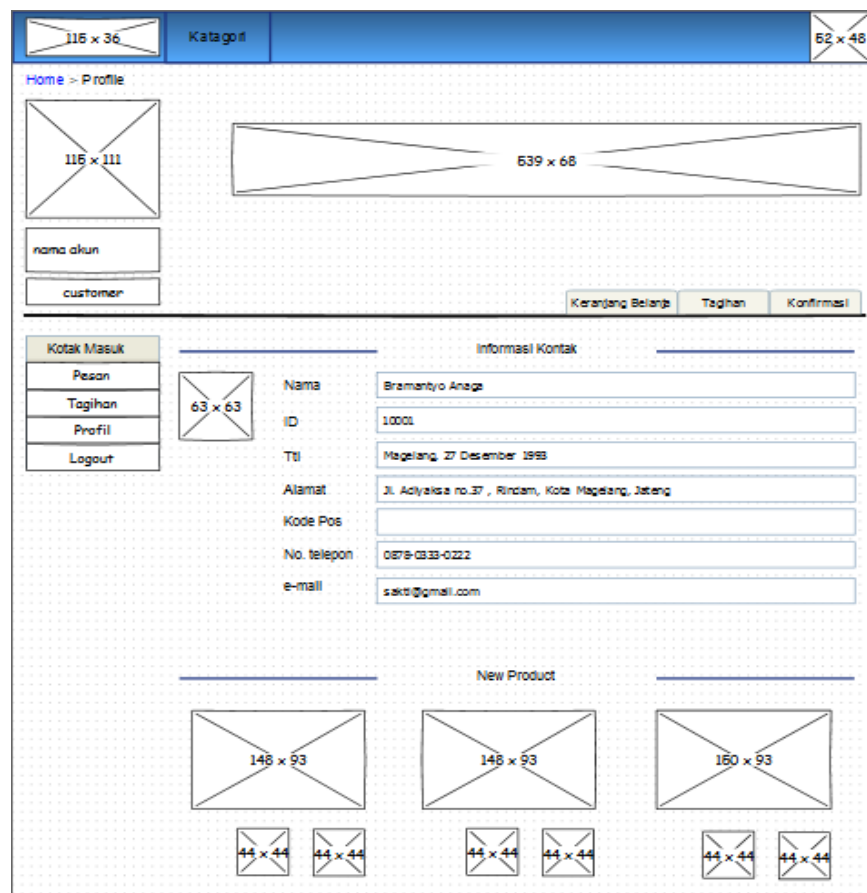 115 x 36
Katagori
52 x 48
Home > Profile
115 x 111
539 x 68
nama akun
customer
Keranjang Belanja
Tagihan
Konfirmasi
Kotak Masuk
Pesan
Tagihan
Profil
Logout
Informasi Kontak
63 x 63
Nama
Bramantyo Anaga
ID
10001
Ttl
Magelang, 27 Desember 1993
Alamat
Jl. Adiyaksa no.37 , Rindam, Kota Magelang, Jateng
Kode Pos
No. telepon
0878-0333-0222
e-mail
sakti@gmail.com
New Product
148 x 93
148 x 93
160 x 93
44 x 44
44 x 44
44 x 44
44 x 44
44 x 44
44 x 44